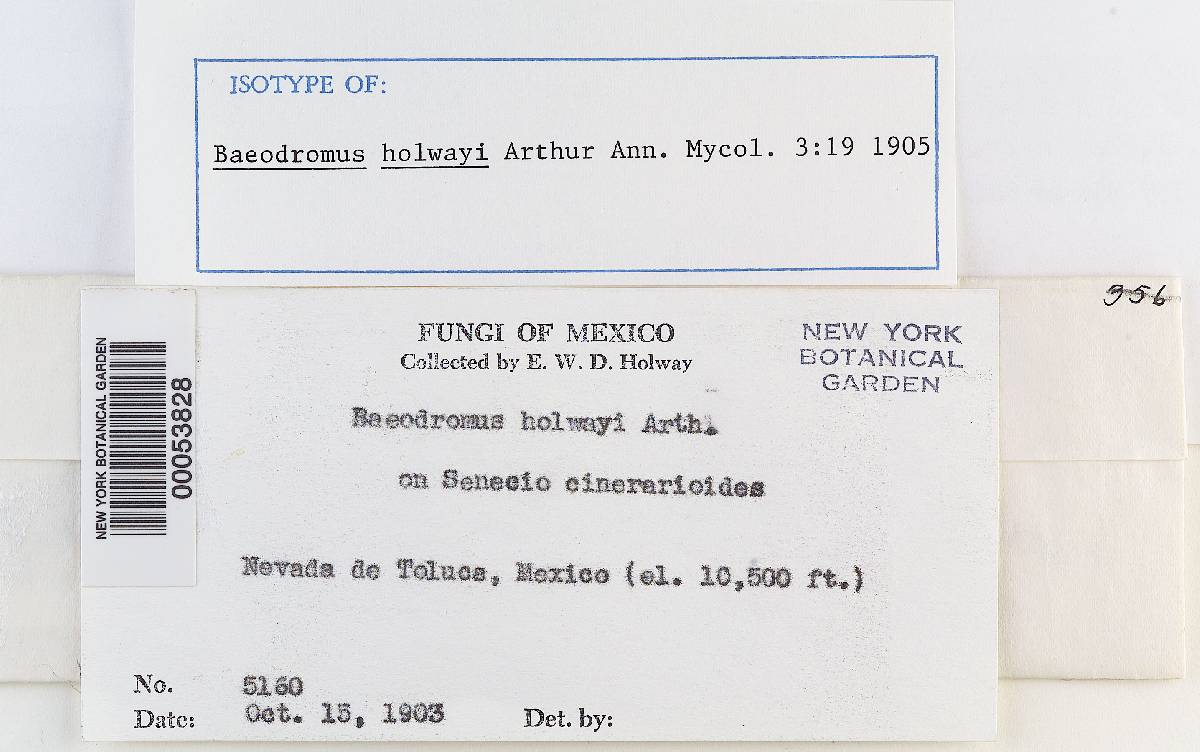 ISOTYPE OF:
Baeodromus holwayi Arthur Ann. Mycol. 3:19 1905
956
FUNGI OF MEXICO
Collected by E. W. D. Holway
NEW YORK
BOTANICAL
GARDEN
Baeodromus holwayi Arth.
on Senecio cinerarioides
Nevada de Toluca, Mexico (el. 10,500 ft.)
No. 5160
Date: Oct. 15, 1903 Det. by:
NEW YORK BOTANICAL GARDEN
00053828